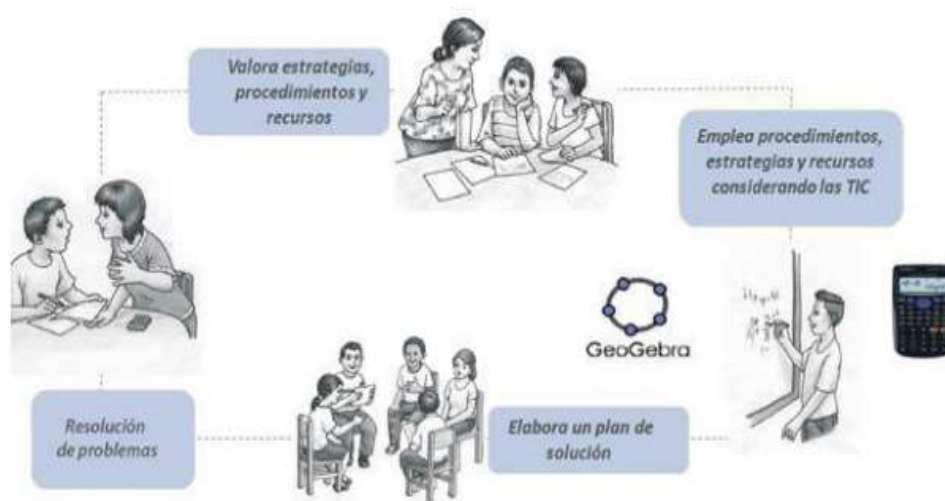 Valora estrategias,
procedimientos y
recursos
Emplea procedimientos,
estrategias y recursos
considerando las TIC
GeoGebra
Resolución
de problemas
Elabora un plan de
solución